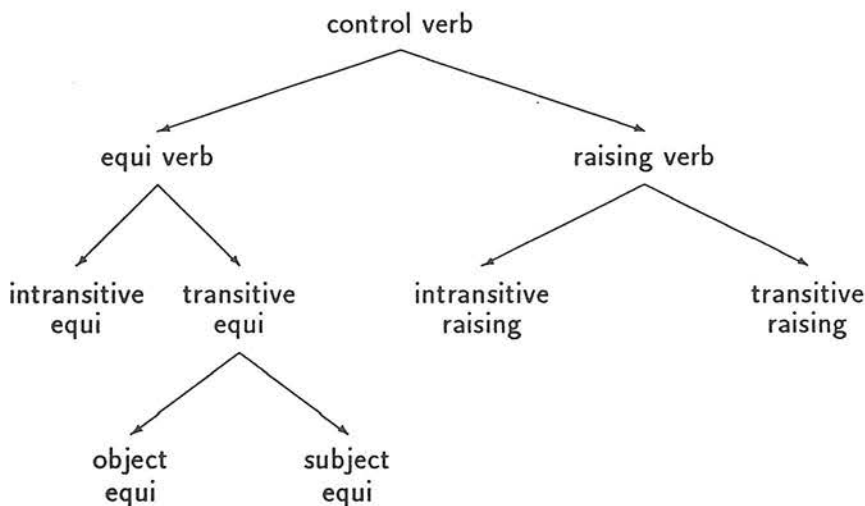 control verb
equi verb
raising verb
intransitive
equi
transitive
equi
intransitive
raising
transitive
raising
object
equi
subject
equi